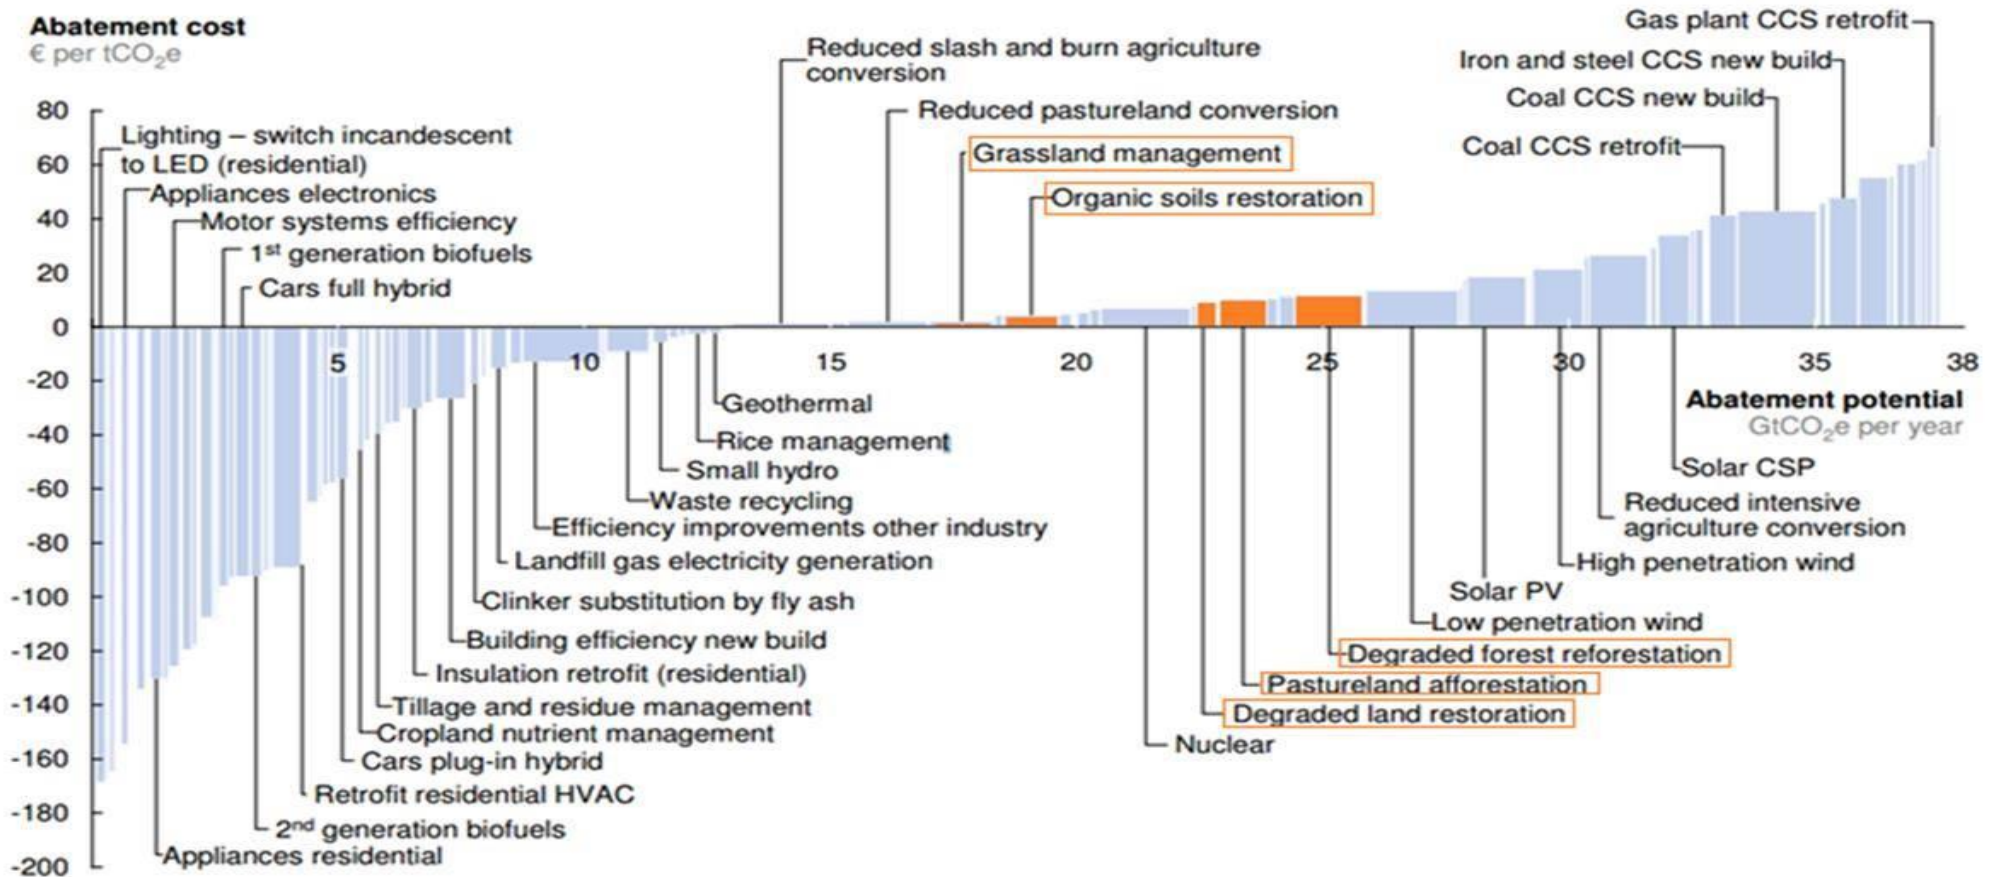 Abatement cost
€ per tCO₂e
80
60
40
20
0
-20
-40
-60
-80
-100
-120
-140
-160
-180
-200
Lighting – switch incandescent
to LED (residential)
Appliances electronics
Motor systems efficiency
1st generation biofuels
Cars full hybrid
Reduced slash and burn agriculture
conversion
Reduced pastureland conversion
Grassland management
Organic soils restoration
Gas plant CCS retrofit
Iron and steel CCS new build
Coal CCS new build
Coal CCS retrofit
5
10
15
20
25
30
35
38
Abatement potential
GtCO₂e per year
Geothermal
Rice management
Small hydro
Waste recycling
Efficiency improvements other industry
Landfill gas electricity generation
Clinker substitution by fly ash
Building efficiency new build
Insulation retrofit (residential)
Tillage and residue management
Cropland nutrient management
Cars plug-in hybrid
Retrofit residential HVAC
2nd generation biofuels
Appliances residential
Solar CSP
Reduced intensive
agriculture conversion
High penetration wind
Solar PV
Low penetration wind
Degraded forest reforestation
Pastureland afforestation
Degraded land restoration
Nuclear